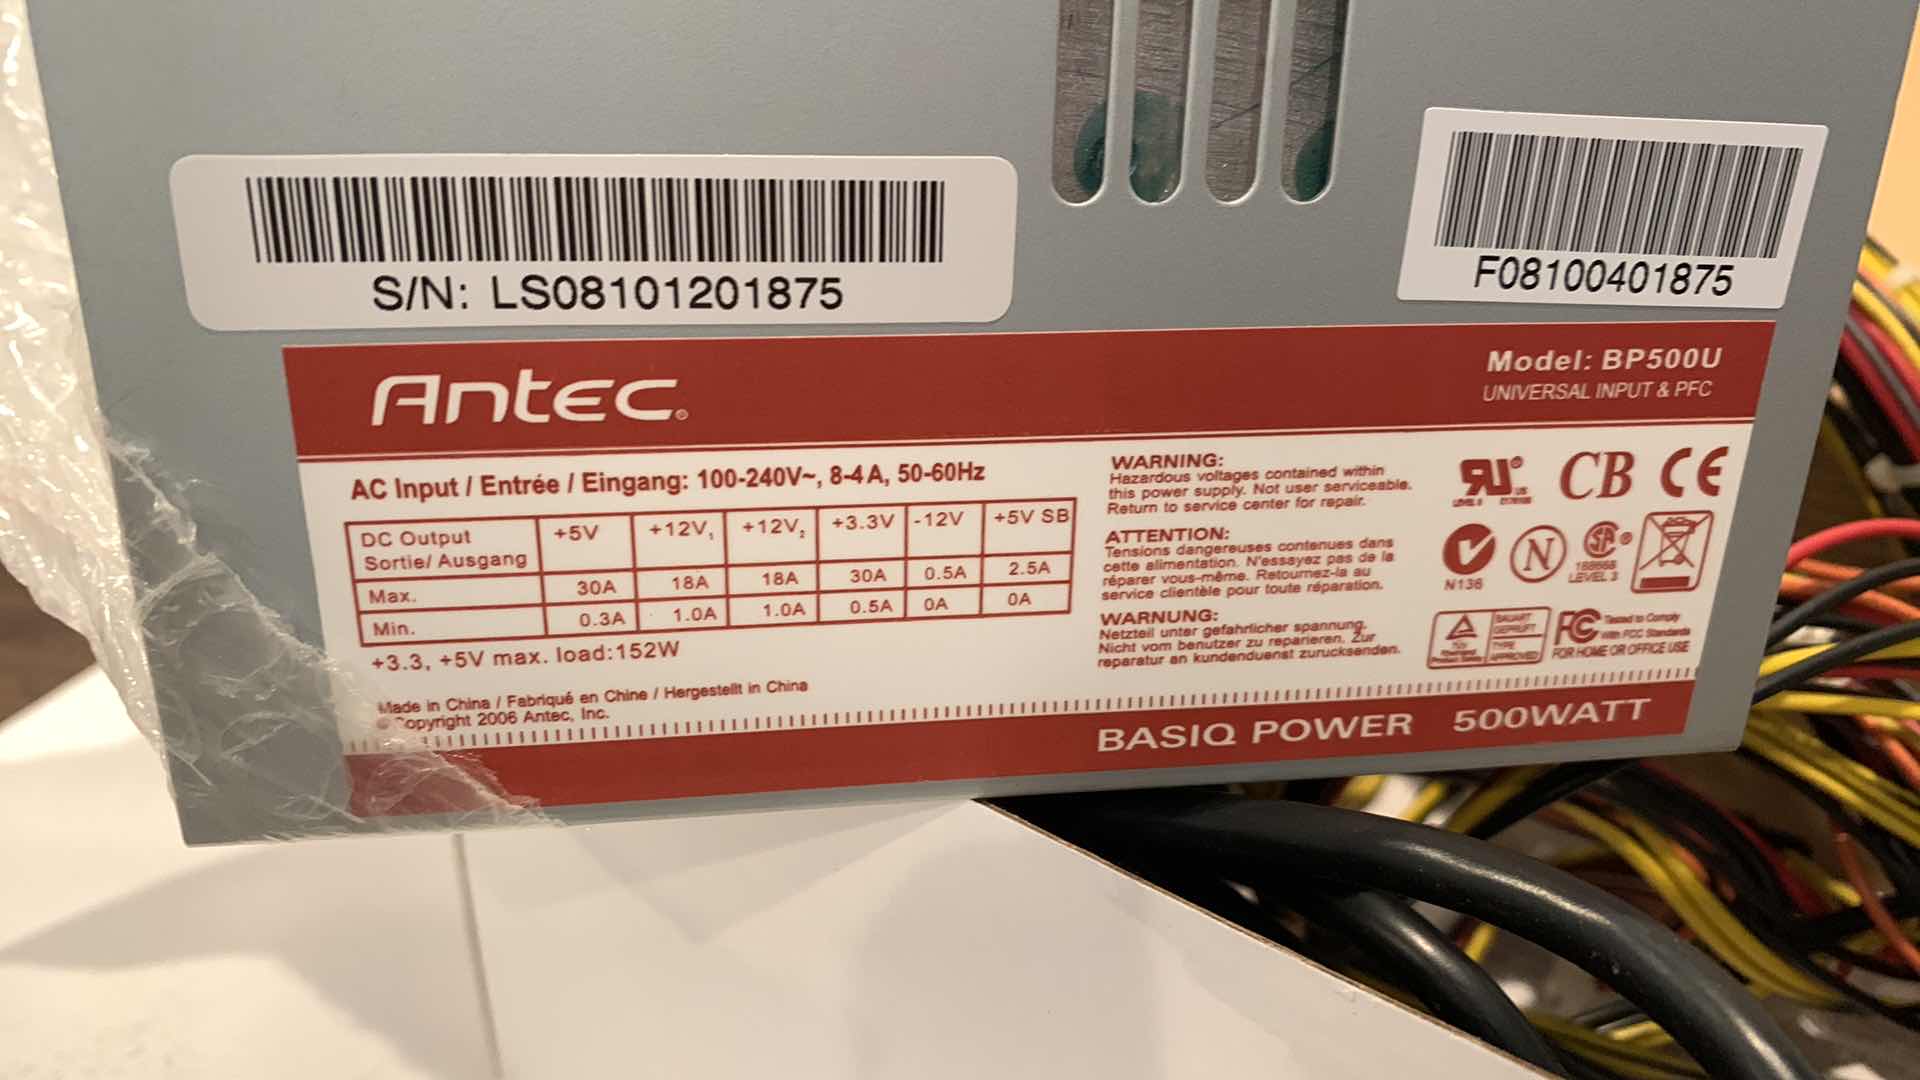 S/N: LS08101201875
F08100401875
Antec®
Model: BP500U
UNIVERSAL INPUT & PFC
AC Input / Entrée / Eingang: 100-240V~, 8-4A, 50-60Hz
DC Output
Sortie/ Ausgang
+5V +12V₁ +12V₂ +3.3V -12V +5V SB
Max. 30A 18A 18A 30A 0.5A 2.5A
Min. 0.3A 1.0A 1.0A 0.5A 0A 0A
+3.3, +5V max. load:152W
Made in China / Fabriqué en Chine / Hergestellt in China
© Copyright 2006 Antec, Inc.
WARNING:
Hazardous voltages contained within
this power supply. Not user serviceable.
Return to service center for repair.
ATTENTION:
Tensions dangereuses contenues dans
cette alimentation. N'essayez pas de la
réparer vous-même. Retournez-la au
service clientèle pour toute réparation.
WARNUNG:
Netzteil unter gefahrlicher spannung.
Nicht vom benutzer zu reparieren. Zur
reparatur an kundenduenst zurucksenden.
CB CE
N136
N
LEVEL 3
BAUART
GEPRÜFT
TYPE
APPROVED
FC Tested to Comply
With FCC Standards
FOR HOME OR OFFICE USE
BASIQ POWER 500WATT